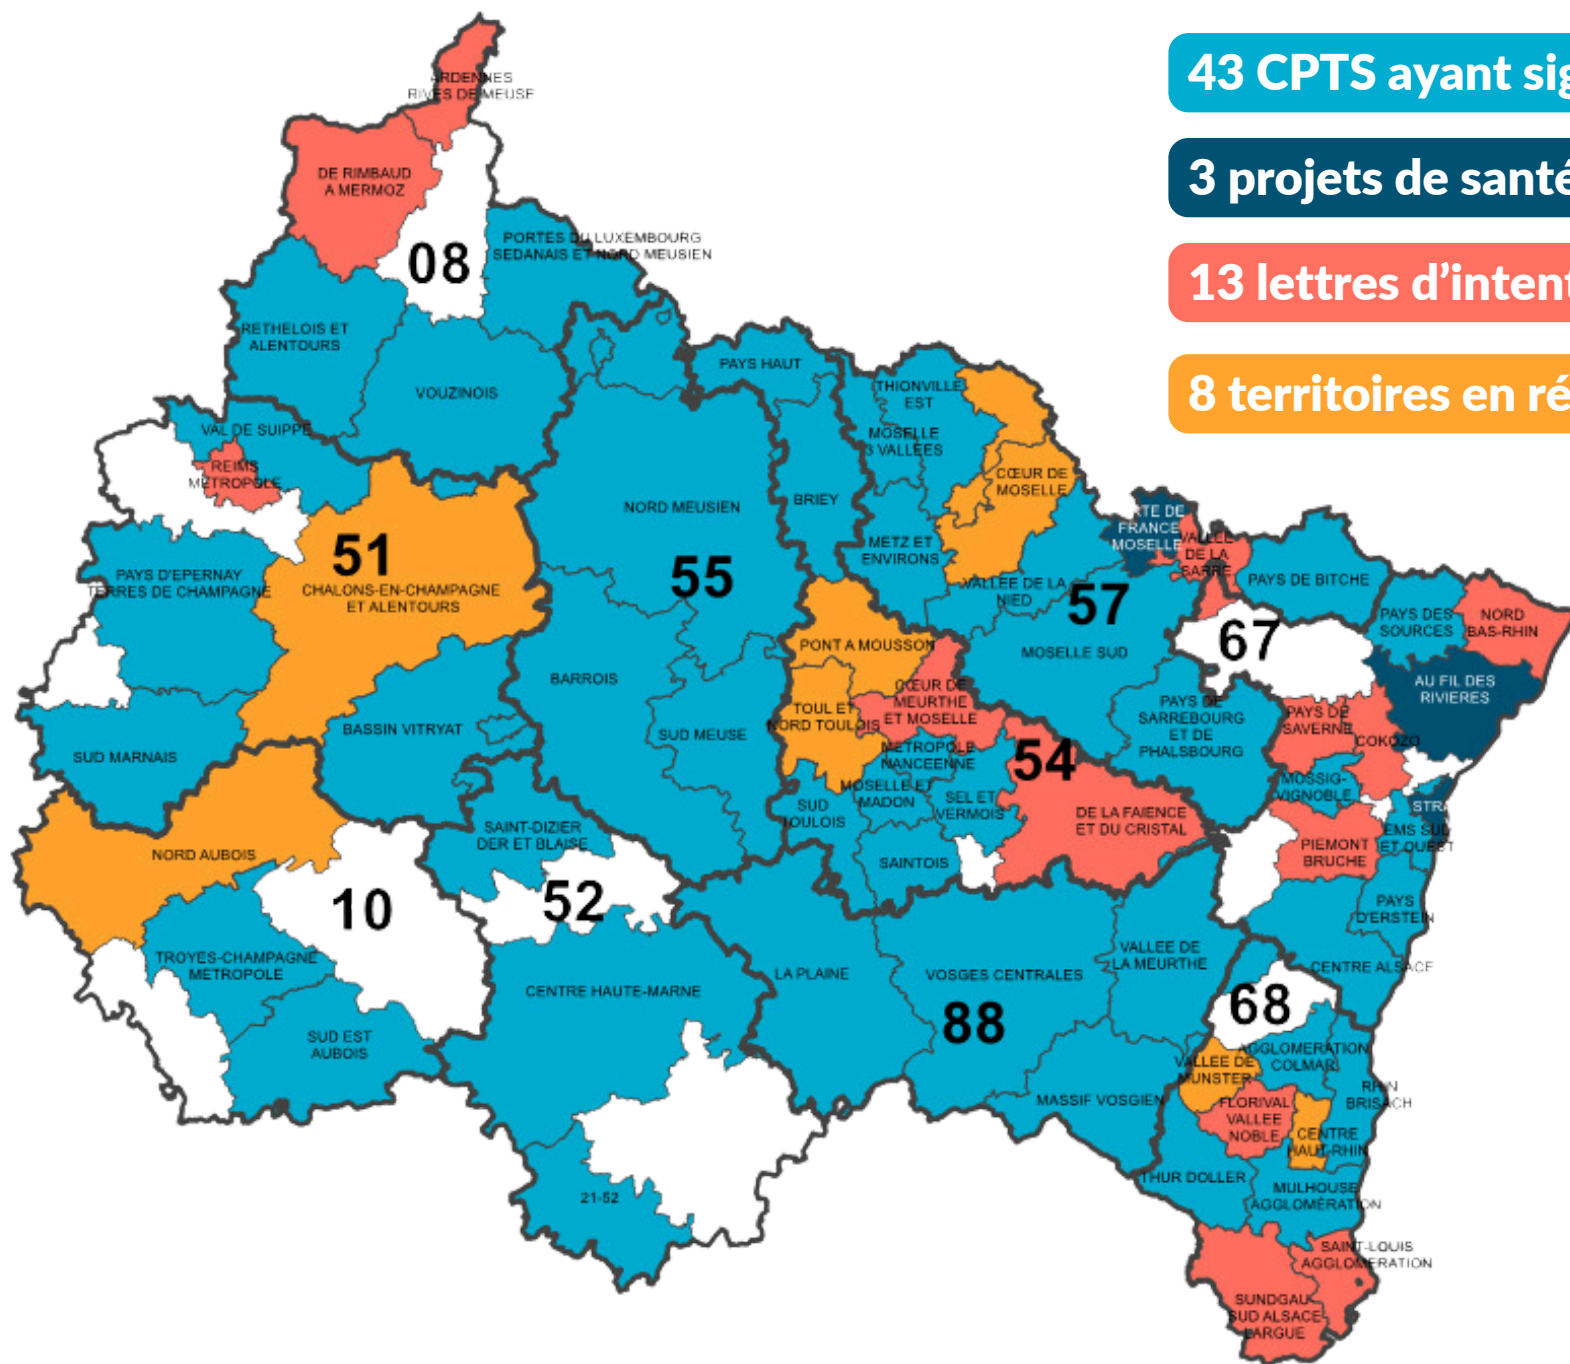 43 CPTS ayant sig
3 projets de santé
13 lettres d'intent
8 territoires en ré
ARDENNES
RIVES DE MEUSE
DE RIMBAUD
A MERMOZ
08
PORTES DU LUXEMBOURG
SEDANAIS ET NORD MEUSIEN
RETHELOIS ET
ALENTOURS
VOUZINOIS
PAYS HAUT
THIONVILLE
EST
VAL DE SUIPPE
MOSELLE
3 VALLÉES
REIMS
METROPOLE
CŒUR DE
MOSELLE
BRIEY
NORD MEUSIEN
METZ ET
ENVIRONS
RTE DE
FRANCE
MOSELLE
VALLEE
DE LA
SARRE
PAYS DE BITCHE
51
CHALONS-EN-CHAMPAGNE
ET ALENTOURS
55
PAYS D'EPERNAY
TERRES DE CHAMPAGNE
VALLEE DE LA
NIED
57
67
PAYS DES
SOURCES
NORD
BAS-RHIN
PONT A MOUSSON
MOSELLE SUD
BARROIS
CŒUR DE
MEURTHE
ET MOSELLE
AU FIL DES
RIVIERES
TOUL ET
NORD TOULOIS
PAYS DE
SARREBOURG
ET DE
PHALSBOURG
PAYS DE
SAVERNE
BASSIN VITRYAT
SUD MEUSE
COKOZO
SUD MARNAIS
METROPOLE
NANCEENNE
54
MOSELLE ET
MADON
SEL ET
VERMOIS
MOSSIG-
VIGNOBLE
STRA
SUD
TOULOIS
DE LA FAIENCE
ET DU CRISTAL
SAINT-DIZIER
DER ET BLAISE
PIEMONT
BRUCHE
EMS SUD
ET OUEST
NORD AUBOIS
SAINTOIS
10
52
PAYS
D'ERSTEIN
TROYES-CHAMPAGNE
METROPOLE
LA PLAINE
VOSGES CENTRALES
VALLEE DE
LA MEURTHE
CENTRE ALSACE
CENTRE HAUTE-MARNE
68
88
SUD EST
AUBOIS
AGGLOMERATION
COLMAR
VALLEE DE
MUNSTER
RHIN
BRISACH
MASSIF VOSGIEN
FLORIVAL
VALLEE
NOBLE
CENTRE
HAUT-RHIN
THUR DOLLER
MULHOUSE
AGGLOMÉRATION
21-52
SAINT-LOUIS
AGGLOMERATION
SUNDGAU
SUD ALSACE
LARGUE